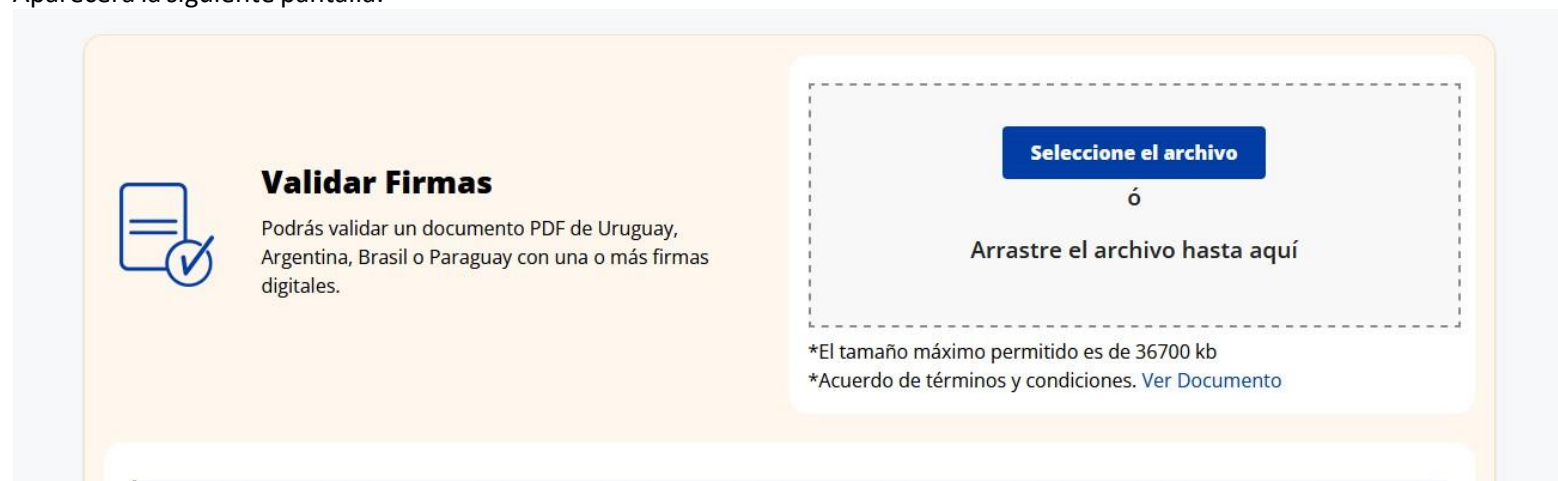 Aparecerá la siguiente pantalla:
Validar Firmas
Podrás validar un documento PDF de Uruguay,
Argentina, Brasil o Paraguay con una o más firmas
digitales.
Seleccione el archivo
ó
Arrastre el archivo hasta aquí
*El tamaño máximo permitido es de 36700 kb
*Acuerdo de términos y condiciones. Ver Documento